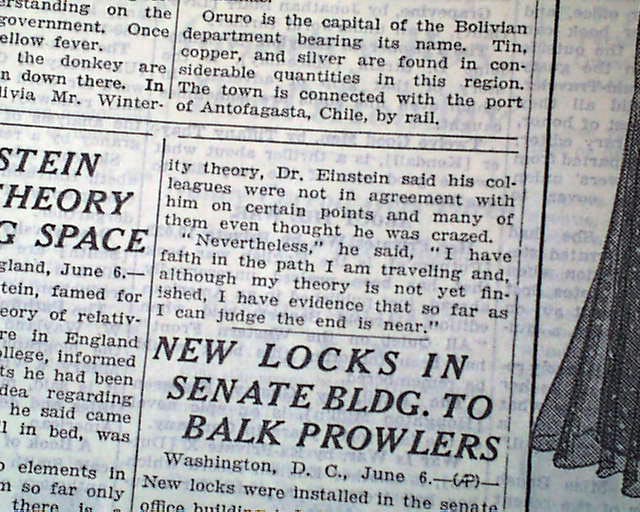 erstanding on the
government. Once
ellow fever.
the donkey are
n down there. In
livia Mr. Winter-
STEIN
THEORY
G SPACE
gland, June 6.—
tein, famed for
eory of relativ-
re in England
ollege, informed
ts he had been
dea regarding
he said came
l in bed, was
o elements in
m so far only
there is a
Oruro is the capital of the Bolivian
department bearing its name. Tin,
copper, and silver are found in con-
siderable quantities in this region.
The town is connected with the port
of Antofagasta, Chile, by rail.
ity theory, Dr. Einstein said his col-
leagues were not in agreement with
him on certain points and many of
them even thought he was crazed.
"Nevertheless," he said, "I have
faith in the path I am traveling and,
although my theory is not yet fin-
ished, I have evidence that so far as
I can judge the end is near."
NEW LOCKS IN
SENATE BLDG. TO
BALK PROWLERS
Washington, D. C., June 6.—(AP)—
New locks were installed in the senate
office building